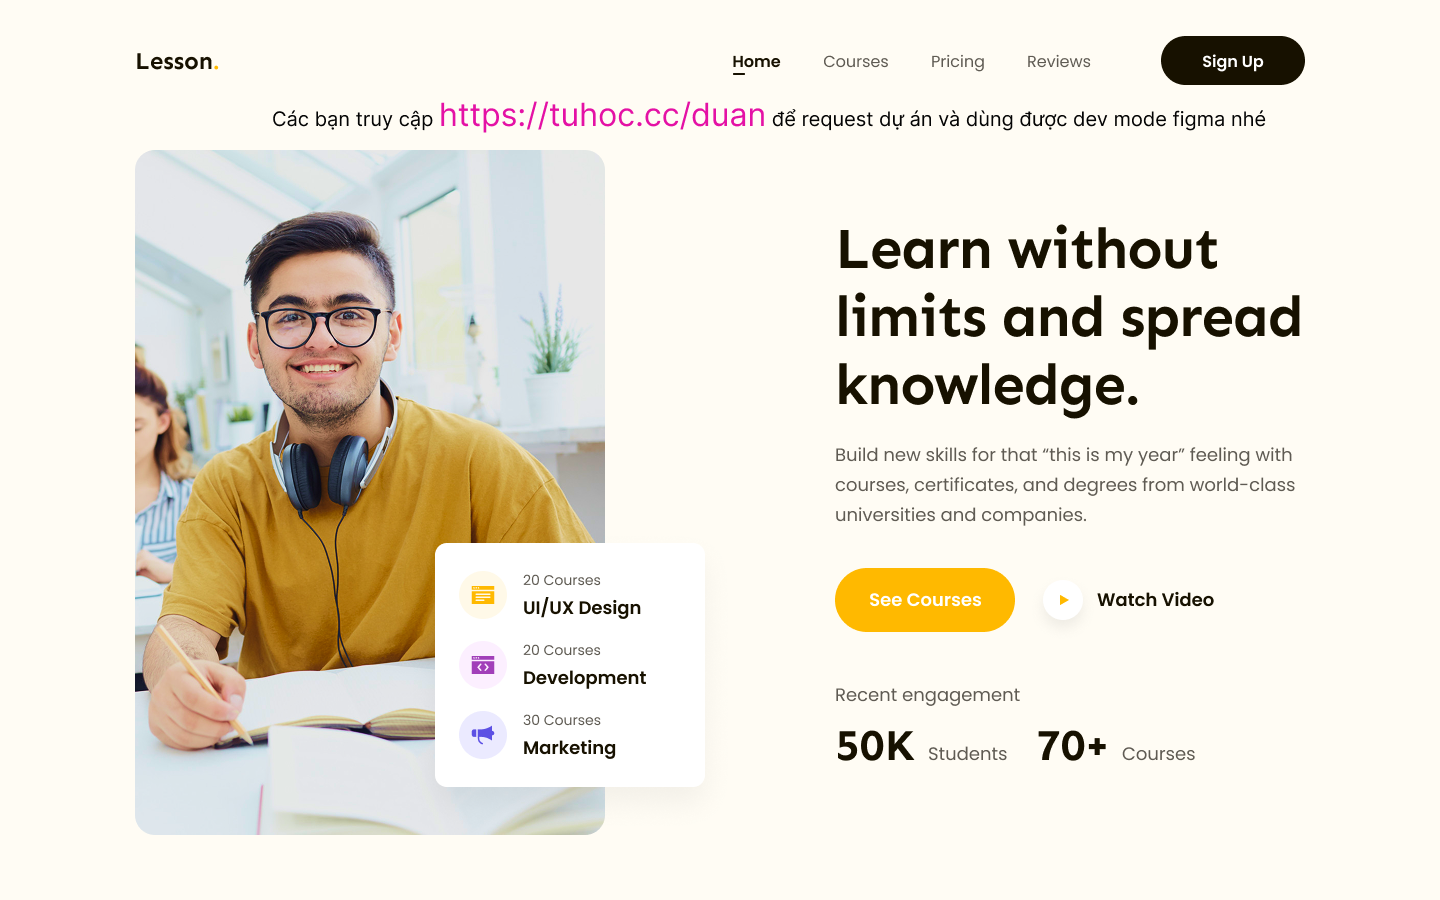 Lesson.
Home Courses Pricing Reviews Sign Up
Các bạn truy cập https://tuhoc.cc/duan để request dự án và dùng được dev mode figma nhé
Learn without
limits and spread
knowledge.
Build new skills for that “this is my year” feeling with
courses, certificates, and degrees from world-class
universities and companies.
See Courses Watch Video
20 Courses
UI/UX Design
20 Courses
Development
30 Courses
Marketing
Recent engagement
50K Students 70+ Courses